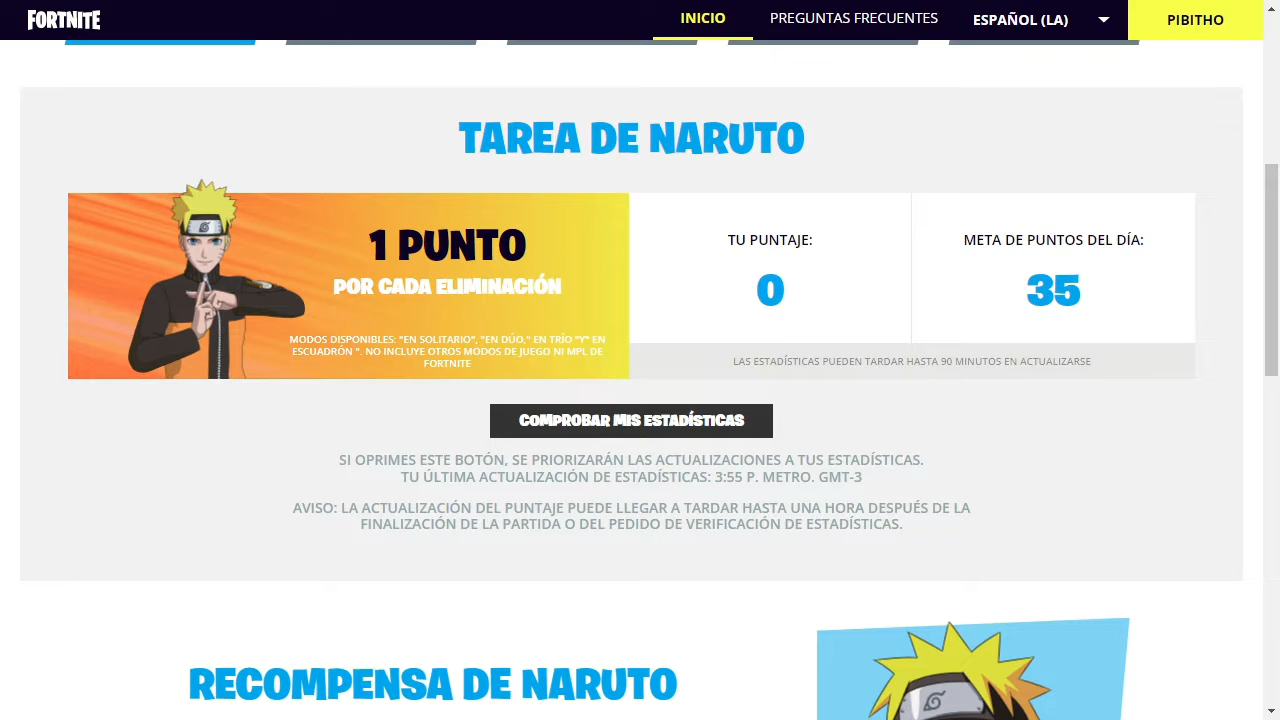 FORTNITE
INICIO
PREGUNTAS FRECUENTES
ESPAÑOL (LA)
PIBITHO
TAREA DE NARUTO
1 PUNTO
POR CADA ELIMINACIÓN
MODOS DISPONIBLES: "EN SOLITARIO", "EN DÚO," EN TRÍO "Y" EN
ESCUADRÓN ". NO INCLUYE OTROS MODOS DE JUEGO NI MPL DE
FORTNITE
TU PUNTAJE:
0
META DE PUNTOS DEL DÍA:
35
LAS ESTADÍSTICAS PUEDEN TARDAR HASTA 90 MINUTOS EN ACTUALIZARSE
COMPROBAR MIS ESTADÍSTICAS
SI OPRIMES ESTE BOTÓN, SE PRIORIZARÁN LAS ACTUALIZACIONES A TUS ESTADÍSTICAS.
TU ÚLTIMA ACTUALIZACIÓN DE ESTADÍSTICAS: 3:55 P. METRO. GMT-3
AVISO: LA ACTUALIZACIÓN DEL PUNTAJE PUEDE LLEGAR A TARDAR HASTA UNA HORA DESPUÉS DE LA
FINALIZACIÓN DE LA PARTIDA O DEL PEDIDO DE VERIFICACIÓN DE ESTADÍSTICAS.
RECOMPENSA DE NARUTO